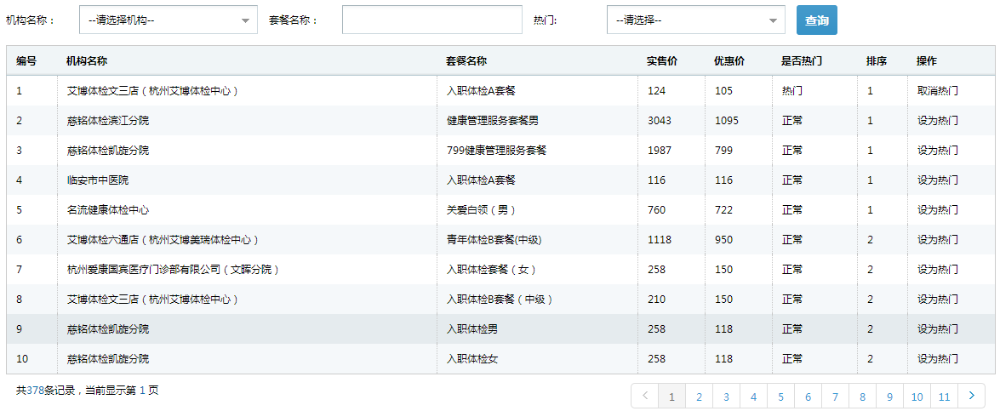 机构名称： --请选择机构-- 套餐名称： 热门: --请选择-- 查询
编号 机构名称 套餐名称 实售价 优惠价 是否热门 排序 操作
1 艾博体检文三店（杭州艾博体检中心） 入职体检A套餐 124 105 热门 1 取消热门
2 慈铭体检滨江分院 健康管理服务套餐男 3043 1095 正常 1 设为热门
3 慈铭体检凯旋分院 799健康管理服务套餐 1987 799 正常 1 设为热门
4 临安市中医院 入职体检A套餐 116 116 正常 1 设为热门
5 名流健康体检中心 关爱白领（男） 760 722 正常 1 设为热门
6 艾博体检六通店（杭州艾博美瑞体检中心） 青年体检B套餐(中级) 1118 950 正常 2 设为热门
7 杭州爱康国宾医疗门诊部有限公司（文晖分院） 入职体检套餐（女） 258 150 正常 2 设为热门
8 艾博体检文三店（杭州艾博体检中心） 入职体检B套餐（中级） 210 150 正常 2 设为热门
9 慈铭体检凯旋分院 入职体检男 258 118 正常 2 设为热门
10 慈铭体检凯旋分院 入职体检女 258 118 正常 2 设为热门
共378条记录，当前显示第 1 页 < 1 2 3 4 5 6 7 8 9 10 11 >